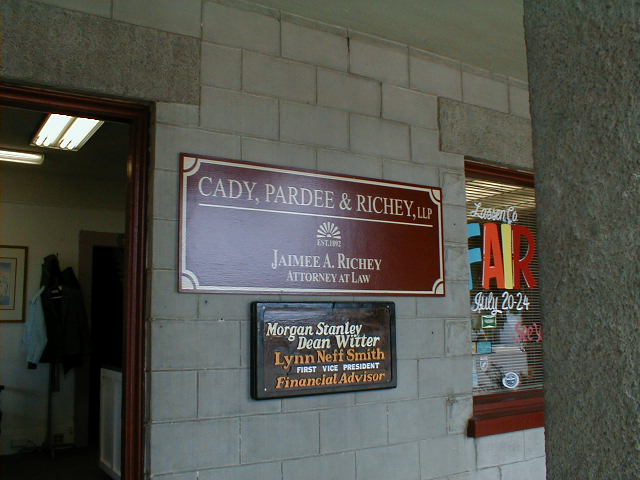 CADY, PARDEE & RICHEY, LLP
EST. 1892
JAIMEE A. RICHEY
ATTORNEY AT LAW
Morgan Stanley
Dean Witter
Lynn Neff Smith
FIRST VICE PRESIDENT
Financial Advisor
Lassen Co
FAIR
July 20-24